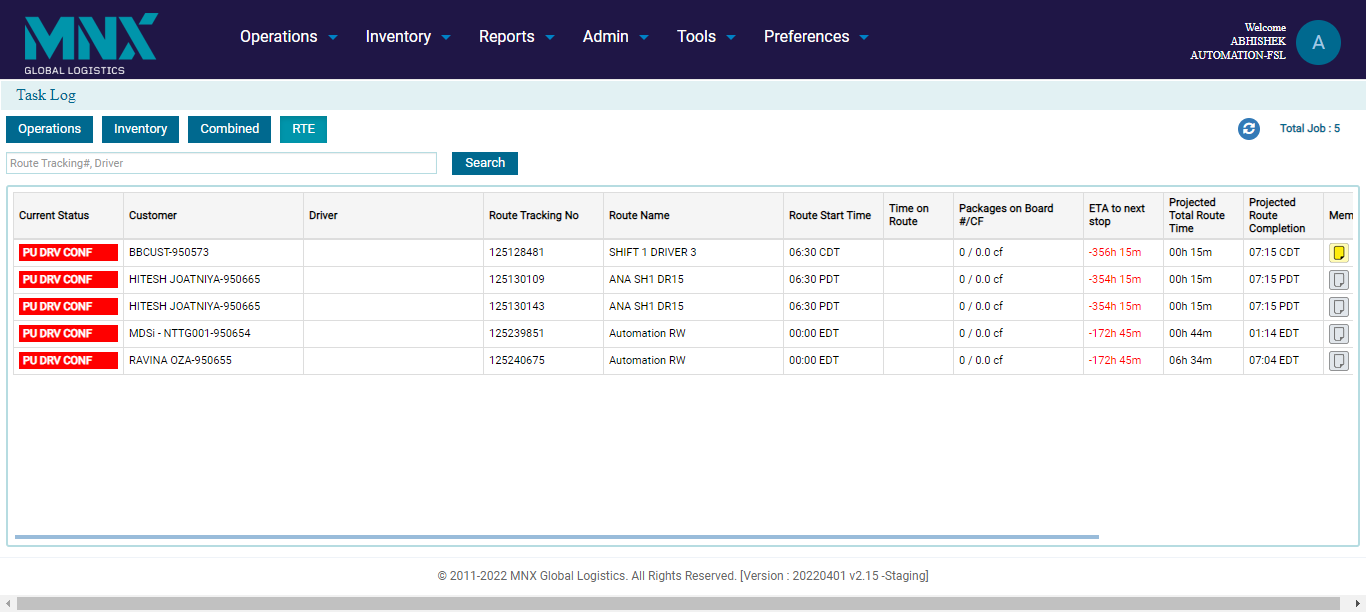 MNX
GLOBAL LOGISTICS
Operations Inventory Reports Admin Tools Preferences
Welcome
ABHISHEK
AUTOMATION-FSL
A
Task Log
Operations Inventory Combined RTE
Total Job : 5
Route Tracking#, Driver
Search
Current Status Customer Driver Route Tracking No Route Name Route Start Time Time on Route Packages on Board #/CF ETA to next stop Projected Total Route Time Projected Route Completion Mem
PU DRV CONF BBCUST-950573 125128481 SHIFT 1 DRIVER 3 06:30 CDT 0 / 0.0 cf -356h 15m 00h 15m 07:15 CDT
PU DRV CONF HITESH JOATNIYA-950665 125130109 ANA SH1 DR15 06:30 PDT 0 / 0.0 cf -354h 15m 00h 15m 07:15 PDT
PU DRV CONF HITESH JOATNIYA-950665 125130143 ANA SH1 DR15 06:30 PDT 0 / 0.0 cf -354h 15m 00h 15m 07:15 PDT
PU DRV CONF MDSi - NTTG001-950654 125239851 Automation RW 00:00 EDT 0 / 0.0 cf -172h 45m 00h 44m 01:14 EDT
PU DRV CONF RAVINA OZA-950655 125240675 Automation RW 00:00 EDT 0 / 0.0 cf -172h 45m 06h 34m 07:04 EDT
© 2011-2022 MNX Global Logistics. All Rights Reserved. [Version : 20220401 v2.15 -Staging]